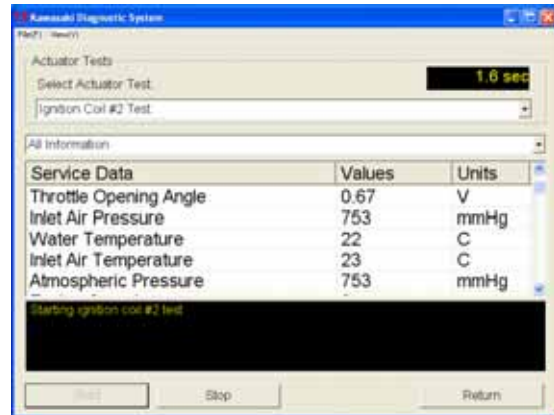 Kawasaki Diagnostic System
File(F) View(V)
Actuator Tests
1.6 sec
Select Actuator Test.
Ignition Coil #2 Test
All Information
Service Data Values Units
Throttle Opening Angle 0.67 V
Inlet Air Pressure 753 mmHg
Water Temperature 22 C
Inlet Air Temperature 23 C
Atmospheric Pressure 753 mmHg
Starting ignition coil #2 test
Stop Return